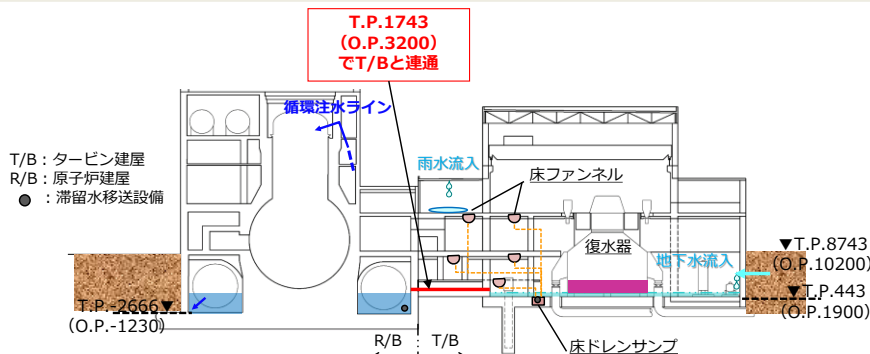 T.P.1743
(O.P.3200)
でT/Bと連通
循環注水ライン
T/B：タービン建屋
R/B：原子炉建屋
●：滞留水移送設備
雨水流入
床ファンネル
復水器
地下水流入
▼T.P.8743
(O.P.10200)
▼T.P.443
(O.P.1900)
T.P.-2666▼
(O.P.-1230)
R/B
T/B
床ドレンサンプ